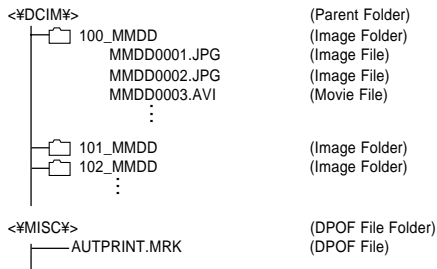 <¥DCIM¥> (Parent Folder)
100_MMDD (Image Folder)
MMDD0001.JPG (Image File)
MMDD0002.JPG (Image File)
MMDD0003.AVI (Movie File)
101_MMDD (Image Folder)
102_MMDD (Image Folder)
<¥MISC¥> (DPOF File Folder)
AUTPRINT.MRK (DPOF File)